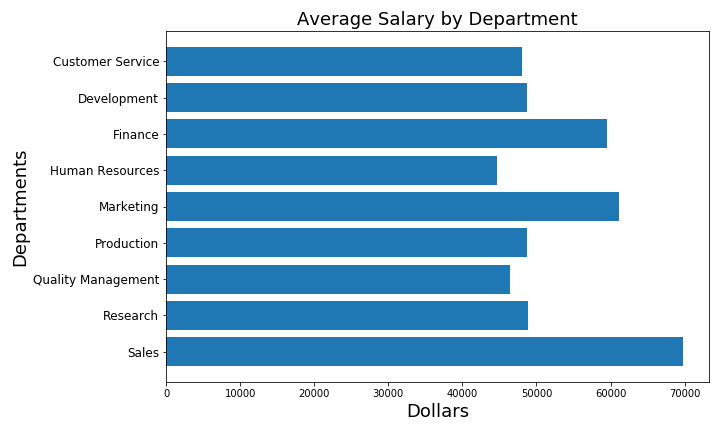 Average Salary by Department
Departments
Customer Service
Development
Finance
Human Resources
Marketing
Production
Quality Management
Research
Sales
0 10000 20000 30000 40000 50000 60000 70000
Dollars